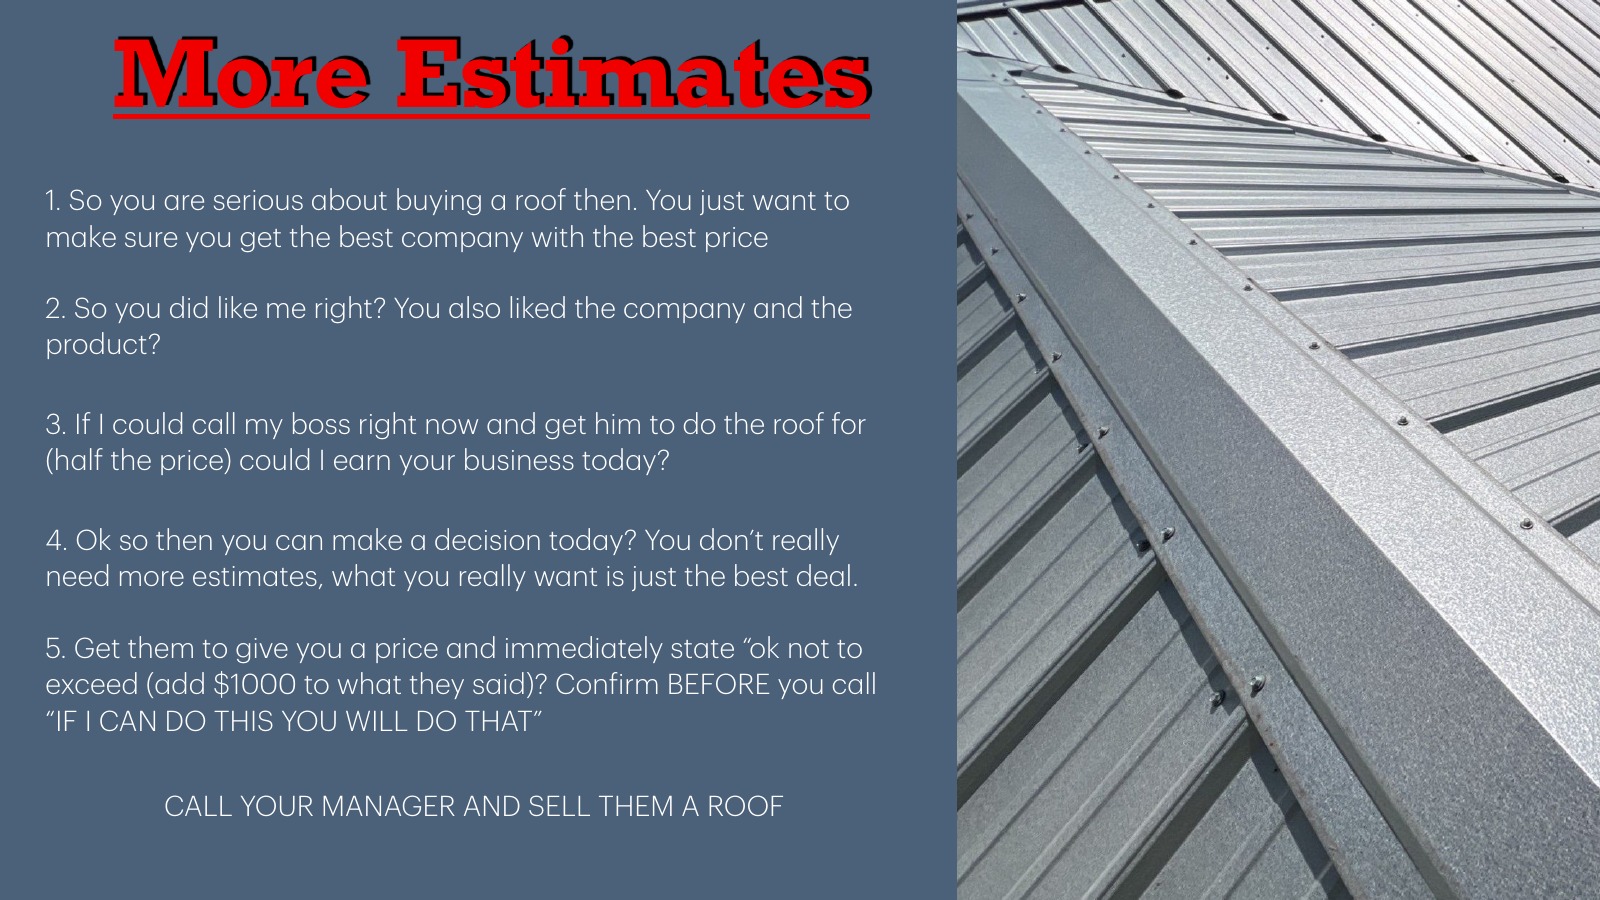 More Estimates
1. So you are serious about buying a roof then. You just want to
make sure you get the best company with the best price
2. So you did like me right? You also liked the company and the
product?
3. If I could call my boss right now and get him to do the roof for
(half the price) could I earn your business today?
4. Ok so then you can make a decision today? You don’t really
need more estimates, what you really want is just the best deal.
5. Get them to give you a price and immediately state “ok not to
exceed (add $1000 to what they said)? Confirm BEFORE you call
“IF I CAN DO THIS YOU WILL DO THAT”
CALL YOUR MANAGER AND SELL THEM A ROOF